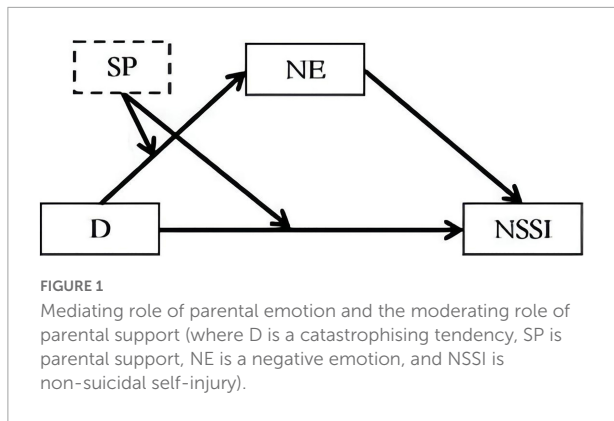 SP
NE
D
NSSI
FIGURE 1
Mediating role of parental emotion and the moderating role of
parental support (where D is a catastrophising tendency, SP is
parental support, NE is a negative emotion, and NSSI is
non-suicidal self-injury).